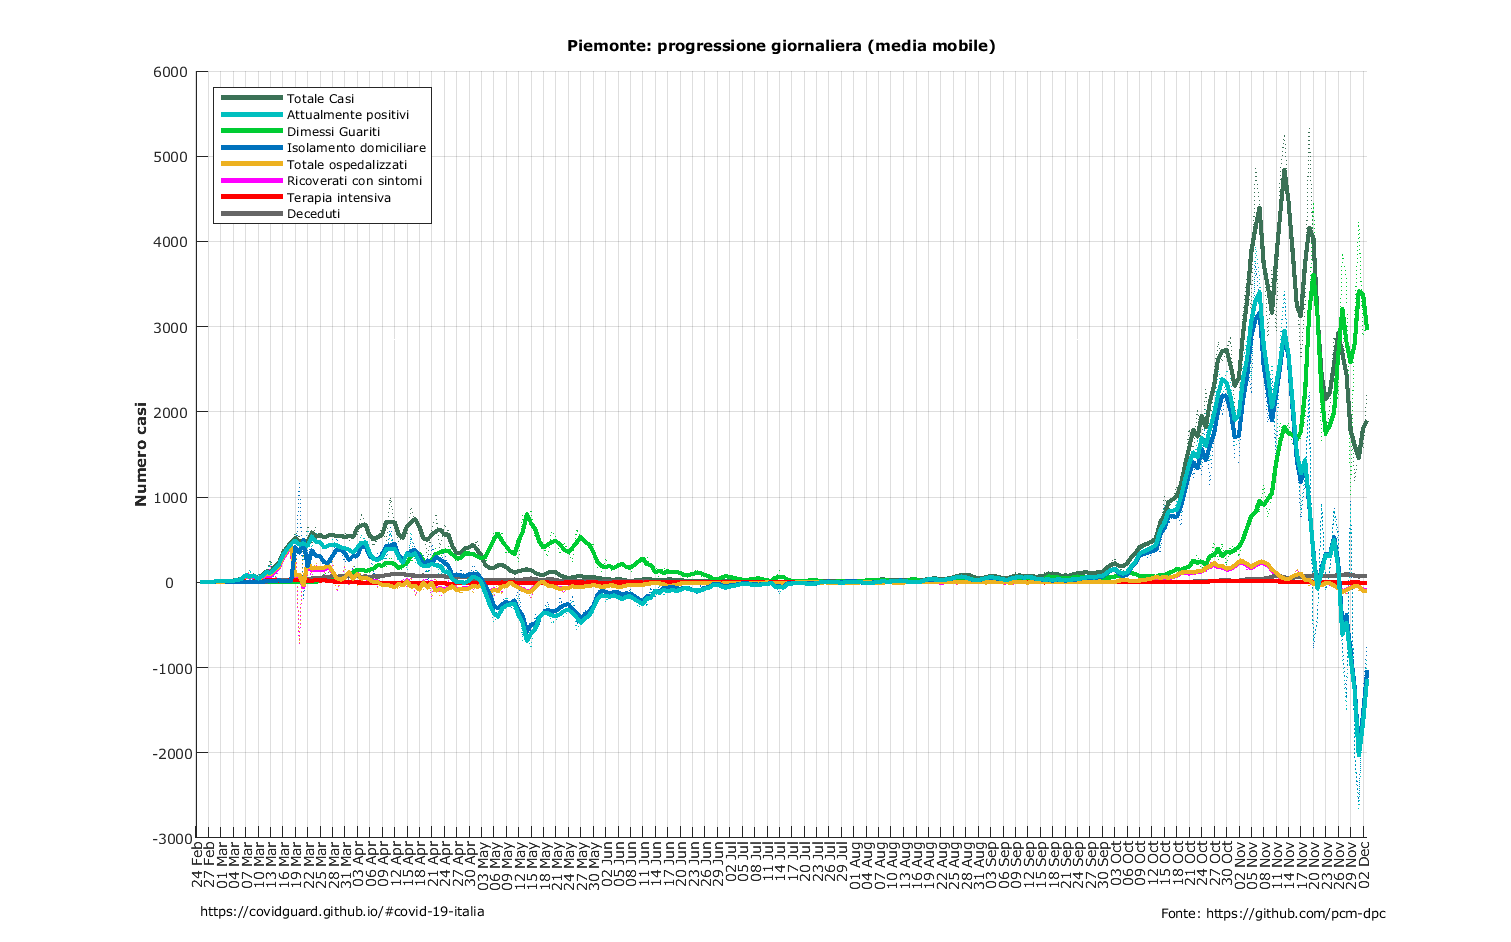 Piemonte: progressione giornaliera (media mobile)
6000
5000
4000
3000
2000
1000
0
-1000
-2000
-3000
Numero casi
Totale Casi
Attualmente positivi
Dimessi Guariti
Isolamento domiciliare
Totale ospedalizzati
Ricoverati con sintomi
Terapia intensiva
Deceduti
24 Feb
27 Feb
01 Mar
04 Mar
07 Mar
10 Mar
13 Mar
16 Mar
19 Mar
22 Mar
25 Mar
28 Mar
31 Mar
03 Apr
06 Apr
09 Apr
12 Apr
15 Apr
18 Apr
21 Apr
24 Apr
27 Apr
30 Apr
03 May
06 May
09 May
12 May
15 May
18 May
21 May
24 May
27 May
30 May
02 Jun
05 Jun
08 Jun
11 Jun
14 Jun
17 Jun
20 Jun
23 Jun
26 Jun
29 Jun
02 Jul
05 Jul
08 Jul
11 Jul
14 Jul
17 Jul
20 Jul
23 Jul
26 Jul
29 Jul
01 Aug
04 Aug
07 Aug
10 Aug
13 Aug
16 Aug
19 Aug
22 Aug
25 Aug
28 Aug
31 Aug
03 Sep
06 Sep
09 Sep
12 Sep
15 Sep
18 Sep
21 Sep
24 Sep
27 Sep
30 Sep
03 Oct
06 Oct
09 Oct
12 Oct
15 Oct
18 Oct
21 Oct
24 Oct
27 Oct
30 Oct
02 Nov
05 Nov
08 Nov
11 Nov
14 Nov
17 Nov
20 Nov
23 Nov
26 Nov
29 Nov
02 Dec
https://covidguard.github.io/#covid-19-italia
Fonte: https://github.com/pcm-dpc